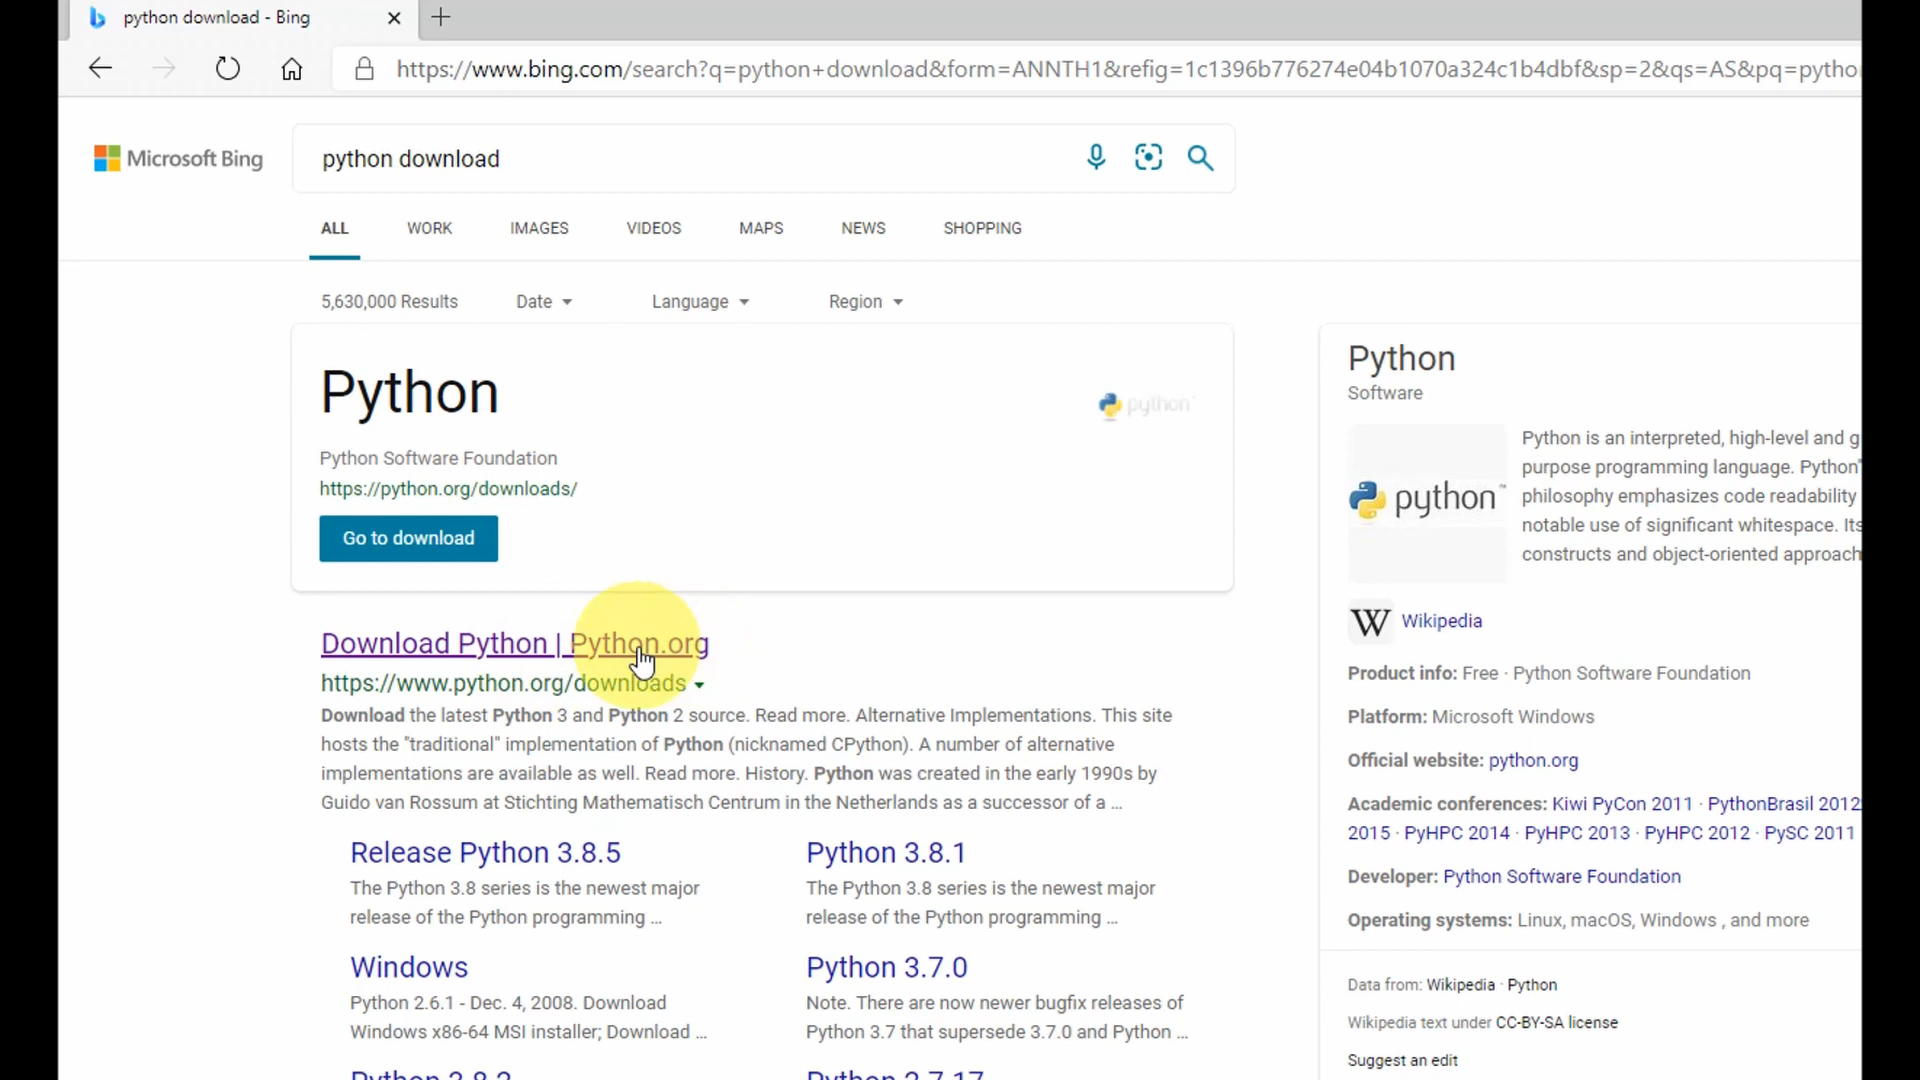 python download - Bing
https://www.bing.com/search?q=python+download&form=ANNTH1&refig=1c1396b776274e04b1070a324c1b4dbf&sp=2&qs=AS&pq=pytho
Microsoft Bing
python download
ALL WORK IMAGES VIDEOS MAPS NEWS SHOPPING
5,630,000 Results Date Language Region
Python
python
Python Software Foundation
https://python.org/downloads/
Go to download
Download Python | Python.org
https://www.python.org/downloads
Download the latest Python 3 and Python 2 source. Read more. Alternative Implementations. This site
hosts the "traditional" implementation of Python (nicknamed CPython). A number of alternative
implementations are available as well. Read more. History. Python was created in the early 1990s by
Guido van Rossum at Stichting Mathematisch Centrum in the Netherlands as a successor of a ...
Release Python 3.8.5
The Python 3.8 series is the newest major
release of the Python programming ...
Python 3.8.1
The Python 3.8 series is the newest major
release of the Python programming ...
Windows
Python 2.6.1 - Dec. 4, 2008. Download
Windows x86-64 MSI installer; Download ...
Python 3.7.0
Note. There are now newer bugfix releases of
Python 3.7 that supersede 3.7.0 and Python ...
Python 3.8.2
Python 2.7.17
Python
Software
python™
Python is an interpreted, high-level and g
purpose programming language. Python'
philosophy emphasizes code readability
notable use of significant whitespace. Its
constructs and object-oriented approach
W Wikipedia
Product info: Free · Python Software Foundation
Platform: Microsoft Windows
Official website: python.org
Academic conferences: Kiwi PyCon 2011 · PythonBrasil 2012
2015 · PyHPC 2014 · PyHPC 2013 · PyHPC 2012 · PySC 2011
Developer: Python Software Foundation
Operating systems: Linux, macOS, Windows , and more
Data from: Wikipedia · Python
Wikipedia text under CC-BY-SA license
Suggest an edit